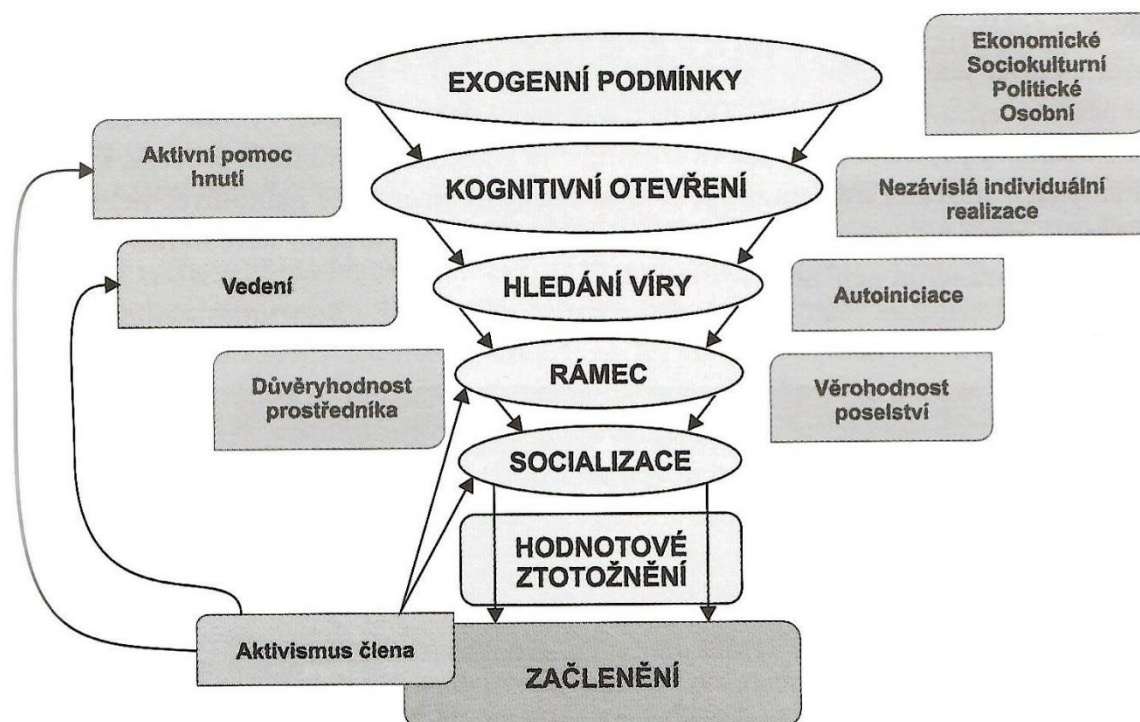 EXOGENNÍ PODMÍNKY
Ekonomické
Sociokulturní
Politické
Osobní
Aktivní pomoc
hnutí
KOGNITIVNÍ OTEVŘENÍ
Nezávislá individuální
realizace
Vedení
HLEDÁNÍ VÍRY
Autoiniciace
Důvěryhodnost
prostředníka
RÁMEC
Věrohodnost
poselství
SOCIALIZACE
HODNOTOVÉ
ZTOTOŽNĚNÍ
Aktivismus člena
ZAČLENĚNÍ